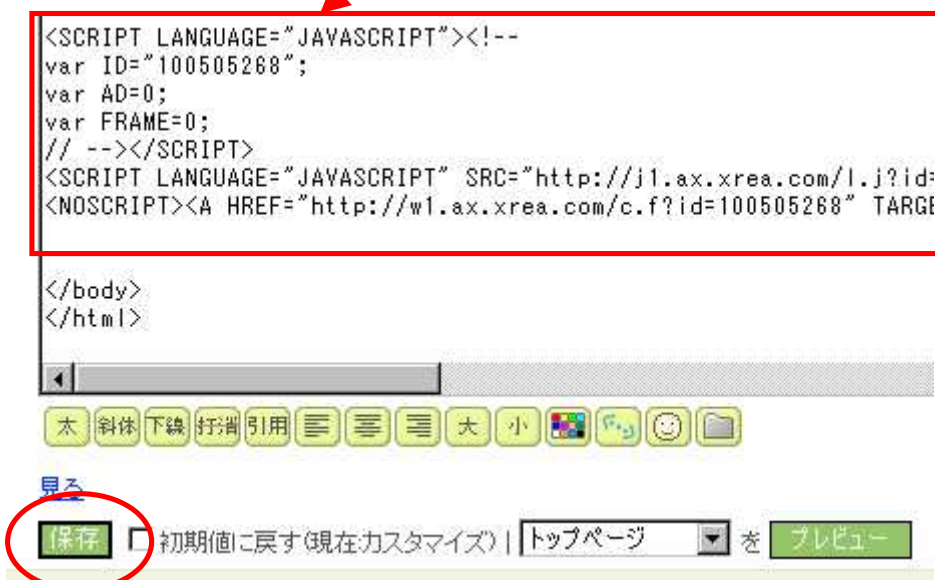 <SCRIPT LANGUAGE="JAVASCRIPT"><!--
var ID="100505268";
var AD=0;
var FRAME=0;
// --></SCRIPT>
<SCRIPT LANGUAGE="JAVASCRIPT" SRC="http://j1.ax.xrea.com/l.j?id=
<NOSCRIPT><A HREF="http://w1.ax.xrea.com/c.f?id=100505268" TARGE
</body>
</html>
太 斜体 下線 打消 引用 大 小
見る
保存 初期値に戻す(現在:カスタマイズ) | トップページ を プレビュー